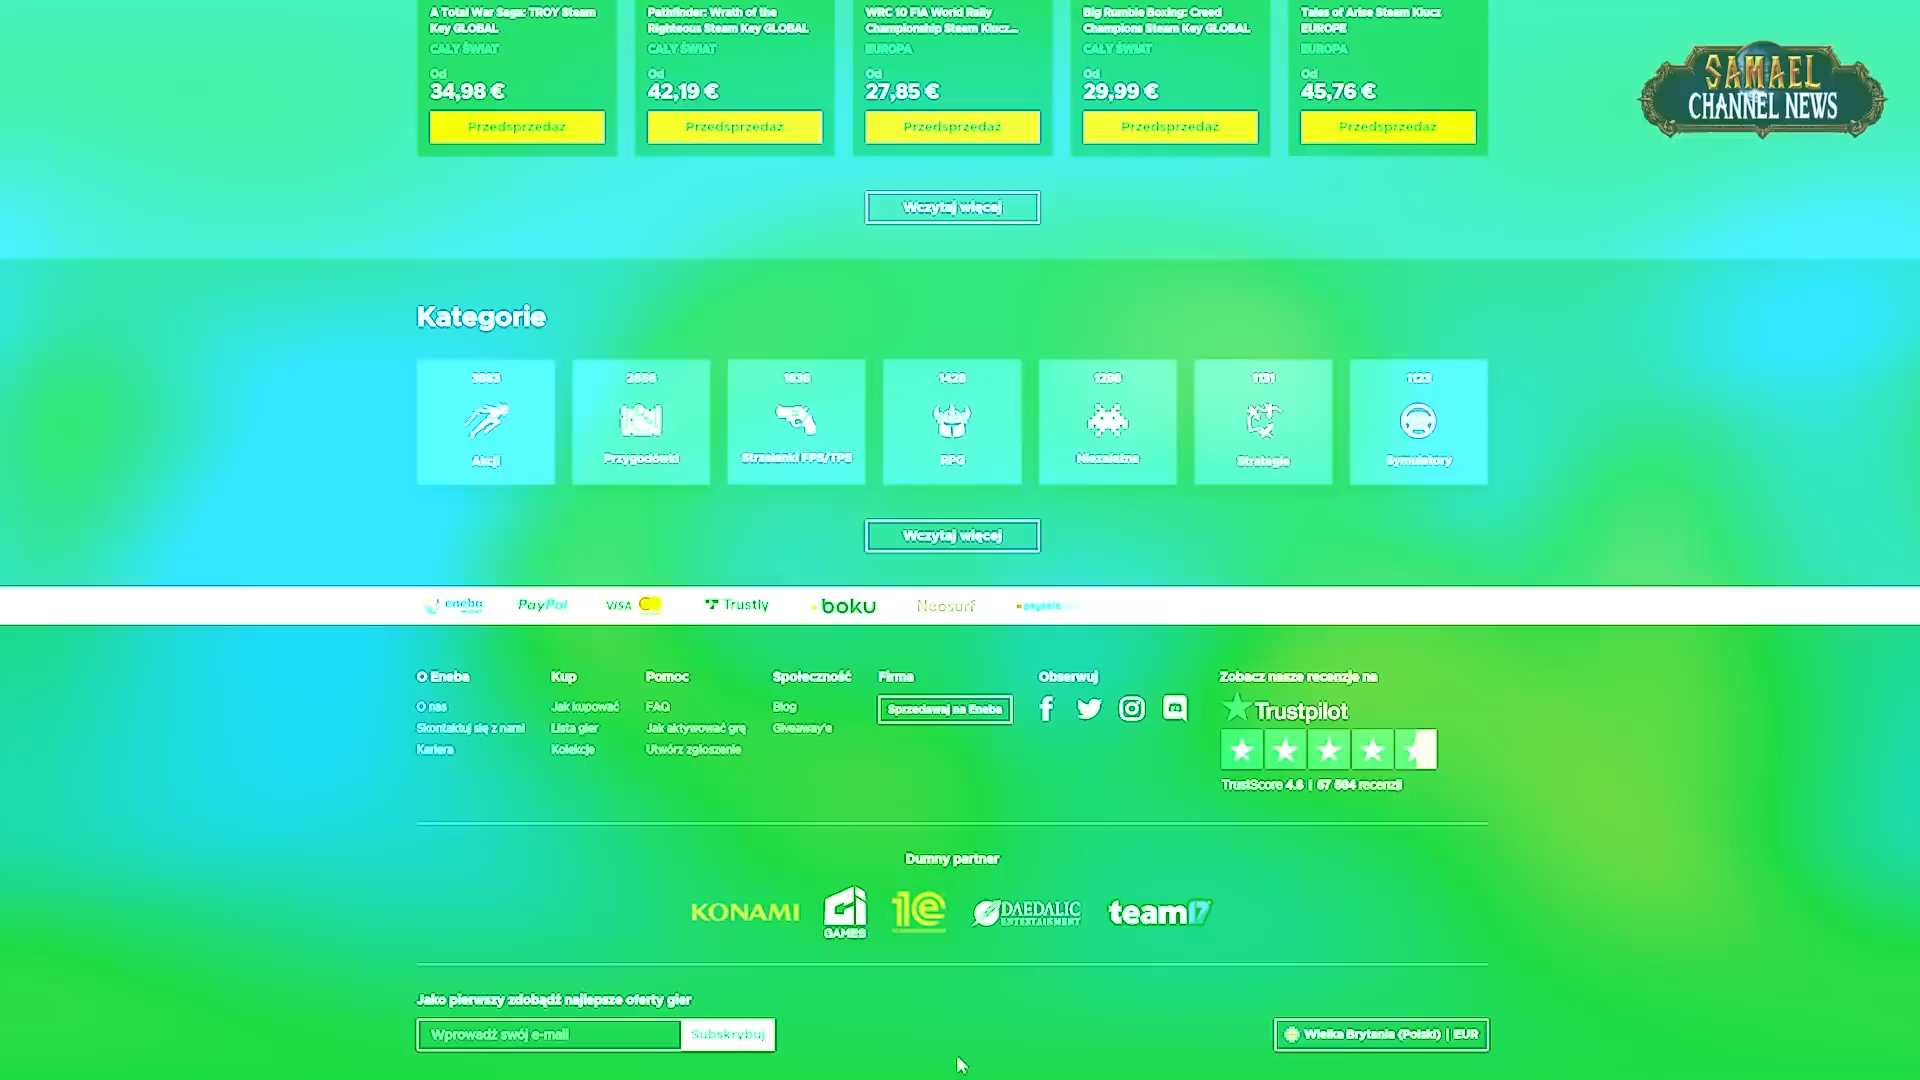 A Total War Saga: TROY Steam
Key GLOBAL
CAŁY ŚWIAT
Od
34,98 €
Przedsprzedaż
Pathfinder: Wrath of the
Righteous Steam Key GLOBAL
CAŁY ŚWIAT
Od
42,19 €
Przedsprzedaż
WRC 10 FIA World Rally
Championship Steam Klucz...
EUROPA
Od
27,85 €
Przedsprzedaż
Big Rumble Boxing: Creed
Champions Steam Key GLOBAL
CAŁY ŚWIAT
Od
29,99 €
Przedsprzedaż
Tales of Arise Steam Klucz
EUROPE
EUROPA
Od
45,76 €
Przedsprzedaż
SAMAEL
CHANNEL NEWS
Wczytaj więcej
Kategorie
Akcji
Przygodówki
Strzelanki FPS/TPS
1428
RPG
Niezależne
Strategie
Symulatory
Wczytaj więcej
eneba
PayPal
VISA
Trustly
boku
Neosurf
O Eneba
O nas
Skontaktuj się z nami
Kariera
Kup
Jak kupować
Lista gier
Kolekcje
Pomoc
FAQ
Jak aktywować grę
Utwórz zgłoszenie
Społeczność
Blog
Giveaway'e
Firma
Sprzedawaj na Eneba
Obserwuj
Zobacz nasze recenzje na
Trustpilot
TrustScore 4.6 | recenzji
Dumny partner
KONAMI
CI GAMES
1C
DAEDALIC
ENTERTAINMENT
team17
Jako pierwszy zdobądź najlepsze oferty gier
Wprowadź swój e-mail
Subskrybuj
Wielka Brytania (Polski) | EUR